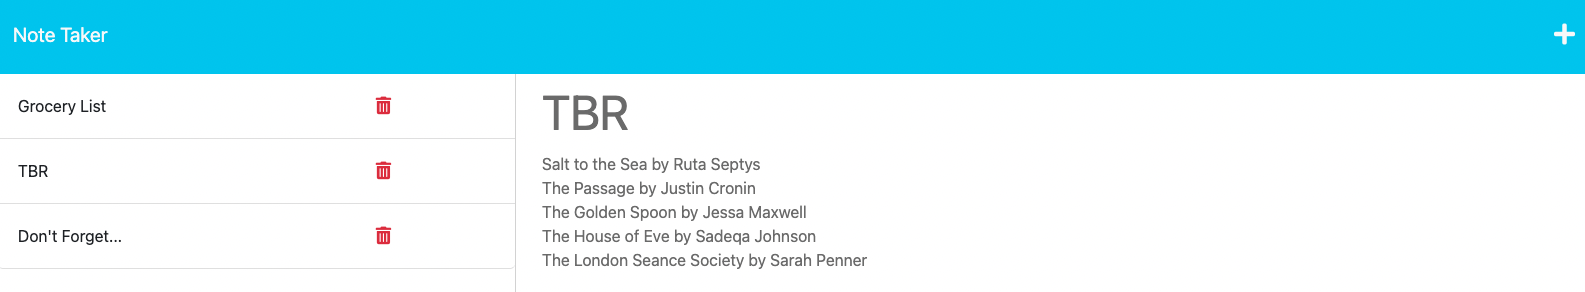 Note Taker
Grocery List
TBR
Don't Forget...
TBR
Salt to the Sea by Ruta Septys
The Passage by Justin Cronin
The Golden Spoon by Jessa Maxwell
The House of Eve by Sadeqa Johnson
The London Seance Society by Sarah Penner